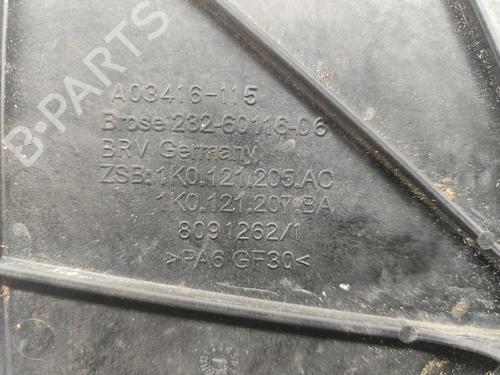 A03416-115
Brose 232-60116-06
BRV Germany
ZSB:1K0.121.205.AC
1K0.121.207.BA
8091262/1
>PA6 GF30<